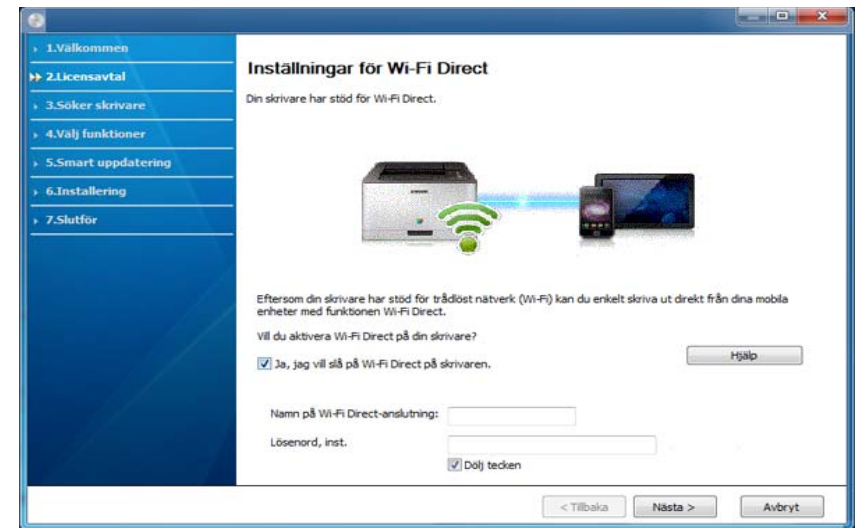 1.Välkommen
2.Licensavtal
3.Söker skrivare
4.Välj funktioner
5.Smart uppdatering
6.Installering
7.Slutför
Inställningar för Wi-Fi Direct
Din skrivare har stöd för Wi-Fi Direct.
Eftersom din skrivare har stöd för trådlöst nätverk (Wi-Fi) kan du enkelt skriva ut direkt från dina mobila
enheter med funktionen Wi-Fi Direct.
Vill du aktivera Wi-Fi Direct på din skrivare?
Ja, jag vill slå på Wi-Fi Direct på skrivaren.
Hjälp
Namn på Wi-Fi Direct-anslutning:
Lösenord, inst.
Dölj tecken
< Tillbaka
Nästa >
Avbryt